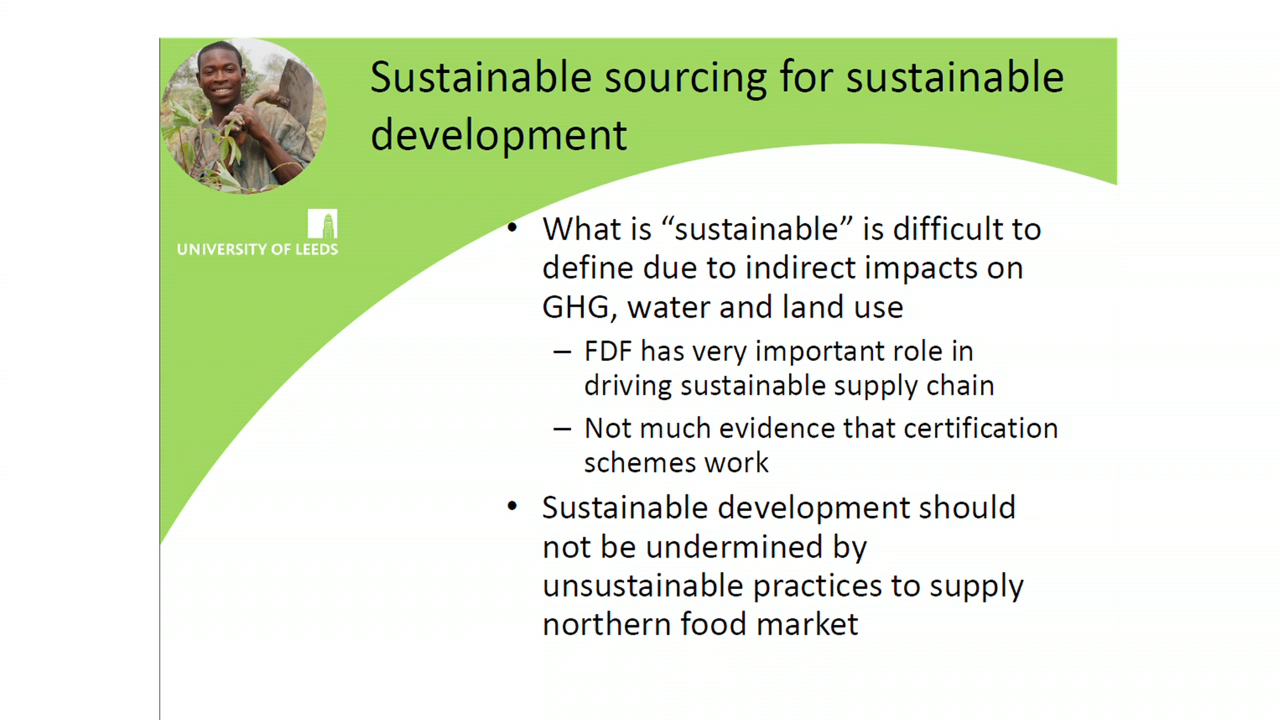 Sustainable sourcing for sustainable
development
UNIVERSITY OF LEEDS
• What is “sustainable” is difficult to
define due to indirect impacts on
GHG, water and land use
– FDF has very important role in
driving sustainable supply chain
– Not much evidence that certification
schemes work
• Sustainable development should
not be undermined by
unsustainable practices to supply
northern food market